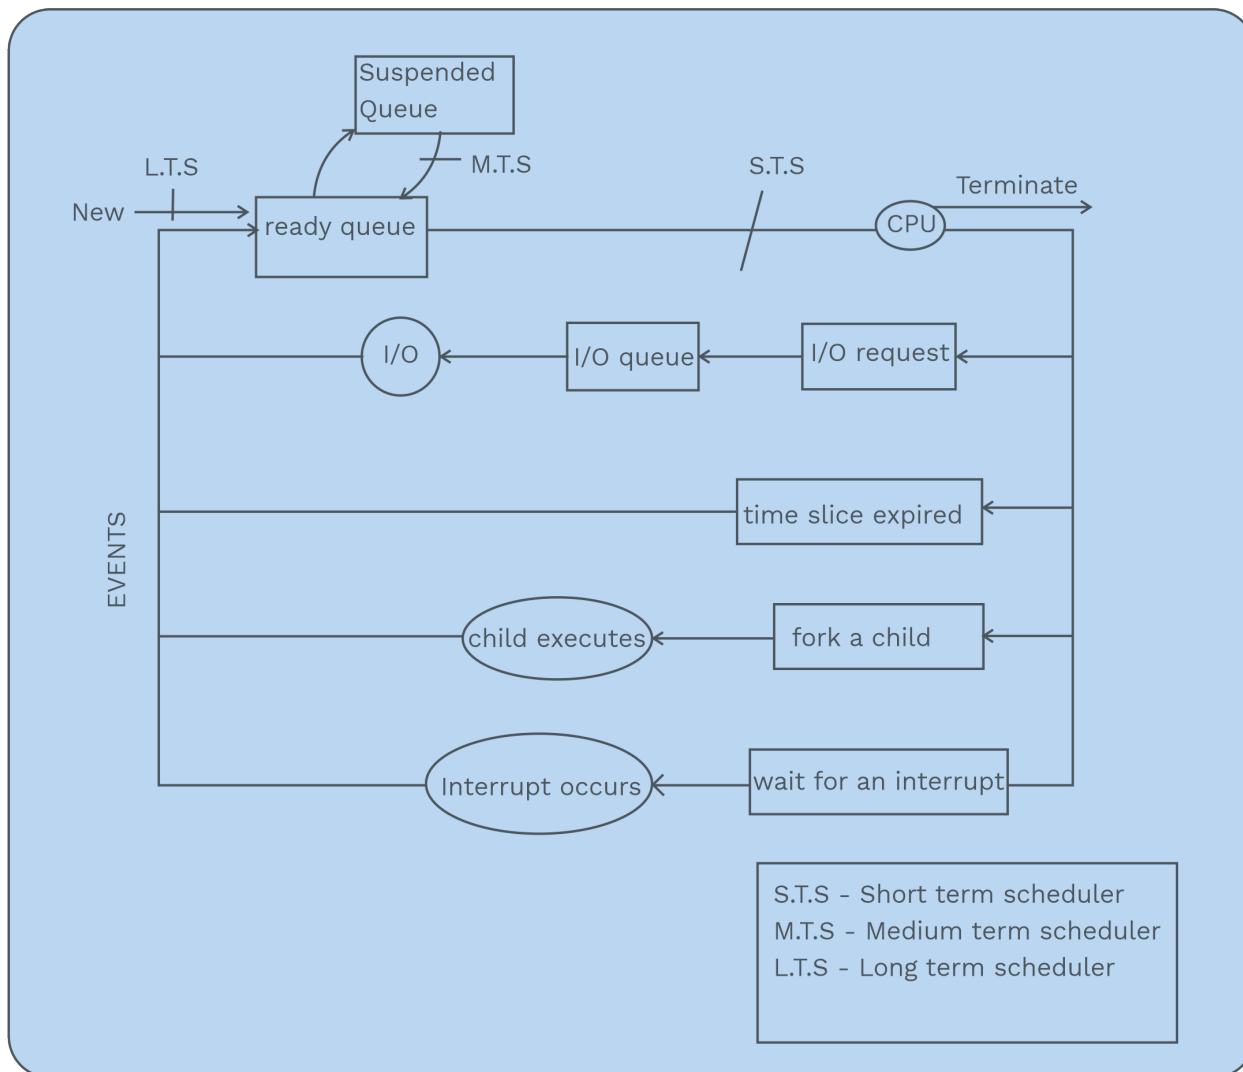 Suspended
Queue
L.T.S
M.T.S
S.T.S
Terminate
New
ready queue
CPU
I/O
I/O queue
I/O request
time slice expired
EVENTS
child executes
fork a child
Interrupt occurs
wait for an interrupt
S.T.S - Short term scheduler
M.T.S - Medium term scheduler
L.T.S - Long term scheduler